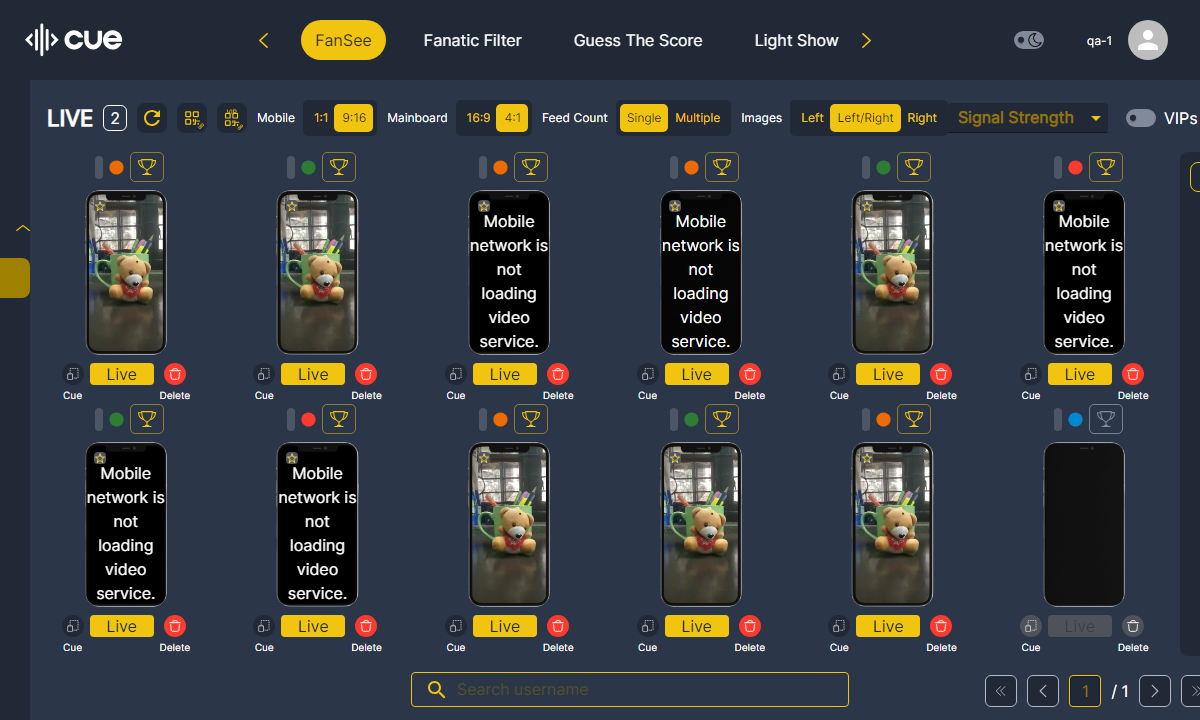 CUE
FanSee
Fanatic Filter
Guess The Score
Light Show
qa-1
LIVE 2
Mobile 1:1 9:16
Mainboard 16:9 4:1
Feed Count Single Multiple
Images Left Left/Right Right
Signal Strength
VIPs
Mobile
network is
not
loading
video
service.
Mobile
network is
not
loading
video
service.
Mobile
network is
not
loading
video
service.
Live Live Live Live Live Live
Cue Delete Cue Delete Cue Delete Cue Delete Cue Delete Cue Delete
Mobile
network is
not
loading
video
service.
Mobile
network is
not
loading
video
service.
Live Live Live Live Live Live
Cue Delete Cue Delete Cue Delete Cue Delete Cue Delete Cue Delete
Search username
1 / 1